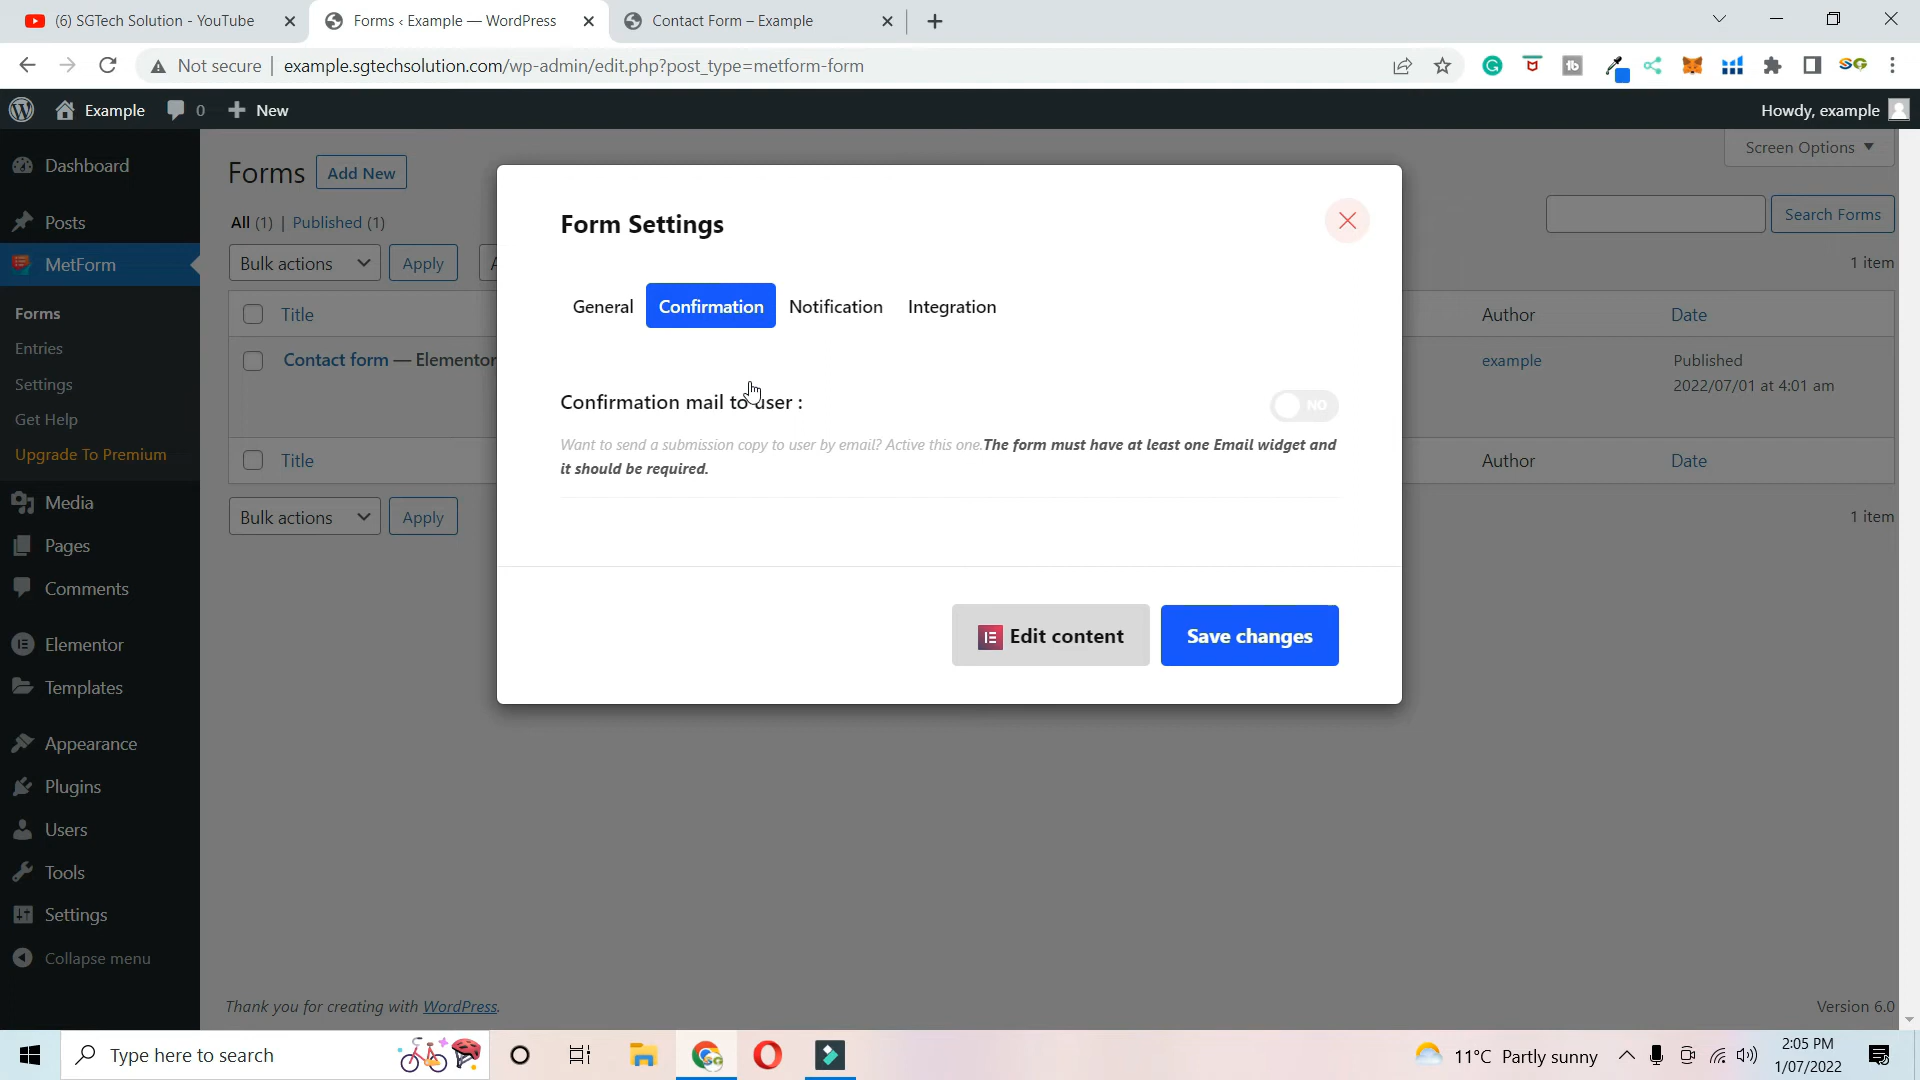 (6) SGTech Solution - YouTube
Forms ‹ Example — WordPress
Contact Form – Example
Not secure
example.sgtechsolution.com/wp-admin/edit.php?post_type=metform-form
Example
0
New
Howdy, example
Dashboard
Posts
MetForm
Forms
Entries
Settings
Get Help
Upgrade To Premium
Media
Pages
Comments
Elementor
Templates
Appearance
Plugins
Users
Tools
Settings
Collapse menu
Forms
Add New
Screen Options
All (1) | Published (1)
Search Forms
Bulk actions
Apply
1 item
Title
Author
Date
Contact form — Elementor
example
Published
2022/07/01 at 4:01 am
Title
Author
Date
Bulk actions
Apply
1 item
Form Settings
General
Confirmation
Notification
Integration
Confirmation mail to user :
NO
Want to send a submission copy to user by email? Active this one.The form must have at least one Email widget and
it should be required.
Edit content
Save changes
Thank you for creating with WordPress.
Version 6.0
Type here to search
11°C Partly sunny
2:05 PM
1/07/2022